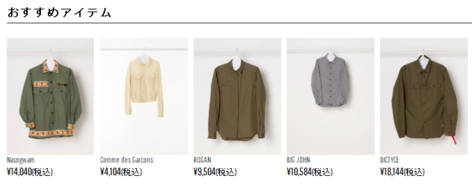 おすすめアイテム
Nasngwam
¥14,040(税込)
Comme des Garcons
¥4,104(税込)
ROGAN
¥9,504(税込)
BIG JOHN
¥10,584(税込)
DICTYCE
¥18,144(税込)